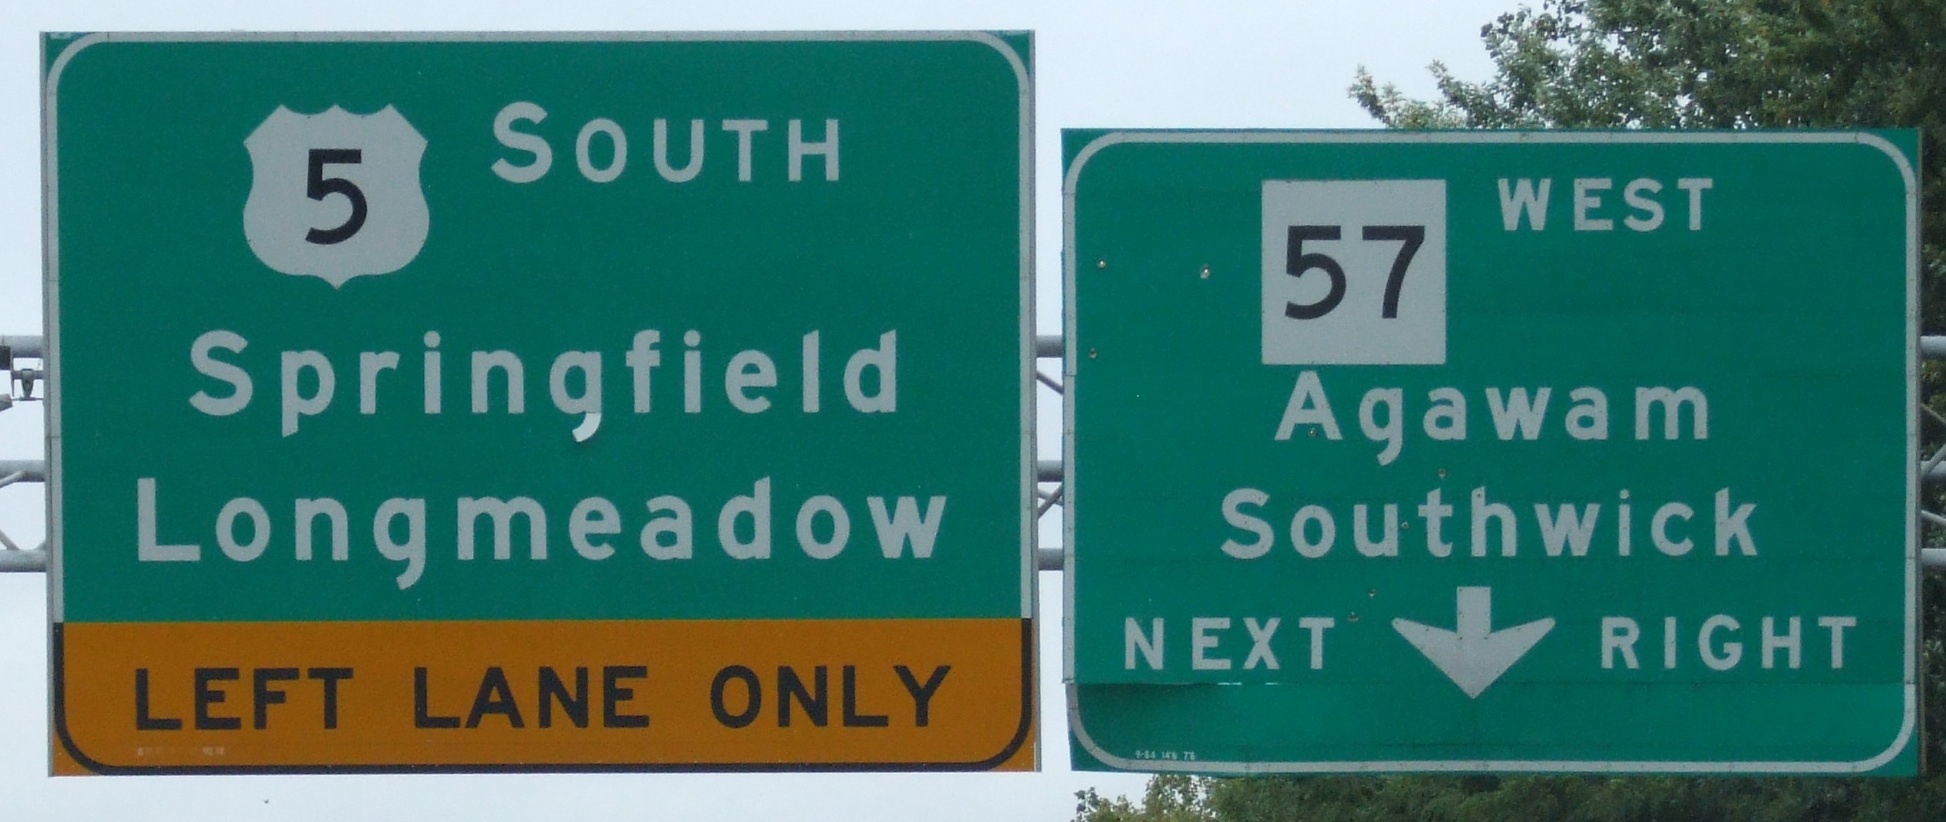 5 SOUTH
Springfield
Longmeadow
LEFT LANE ONLY
57 WEST
Agawam
Southwick
NEXT RIGHT